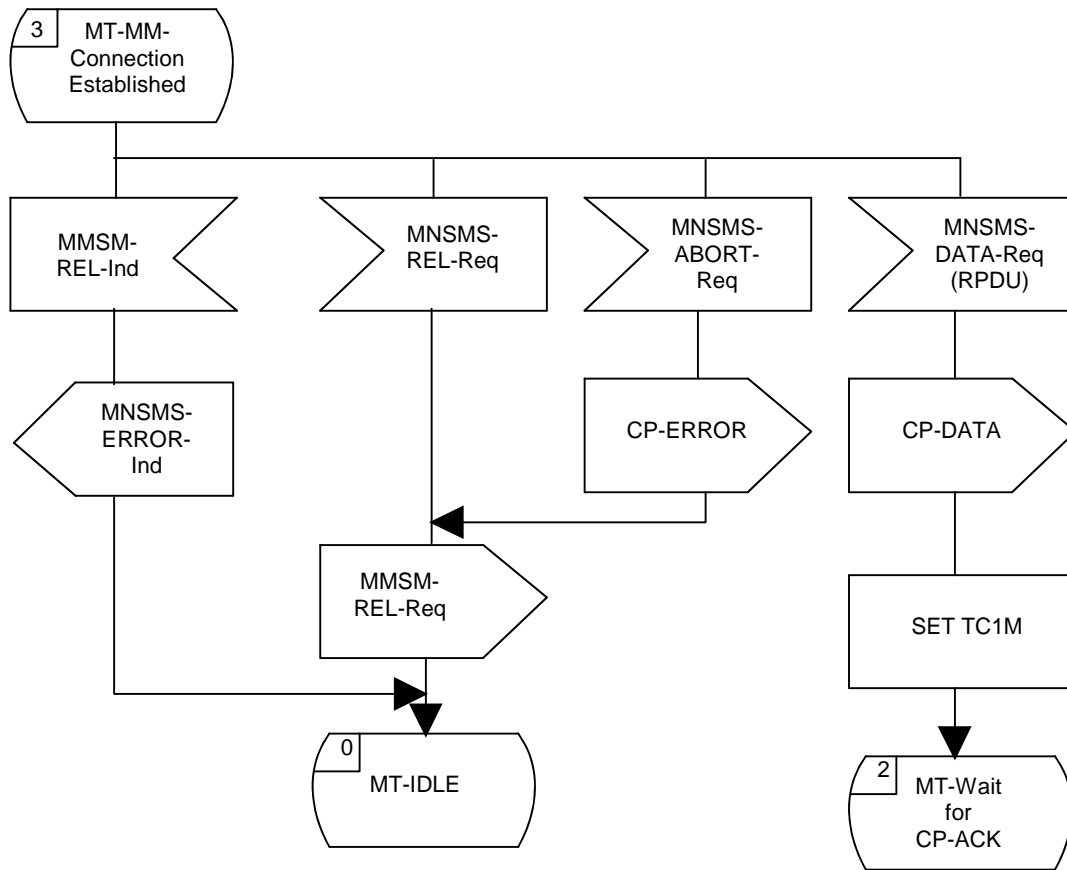 3
MT-MM-
Connection
Established
MMSM-
REL-Ind
MNSMS-
REL-Req
MNSMS-
ABORT-
Req
MNSMS-
DATA-Req
(RPDU)
MNSMS-
ERROR-
Ind
CP-ERROR
CP-DATA
MMSM-
REL-Req
SET TC1M
0
MT-IDLE
2
MT-Wait
for
CP-ACK